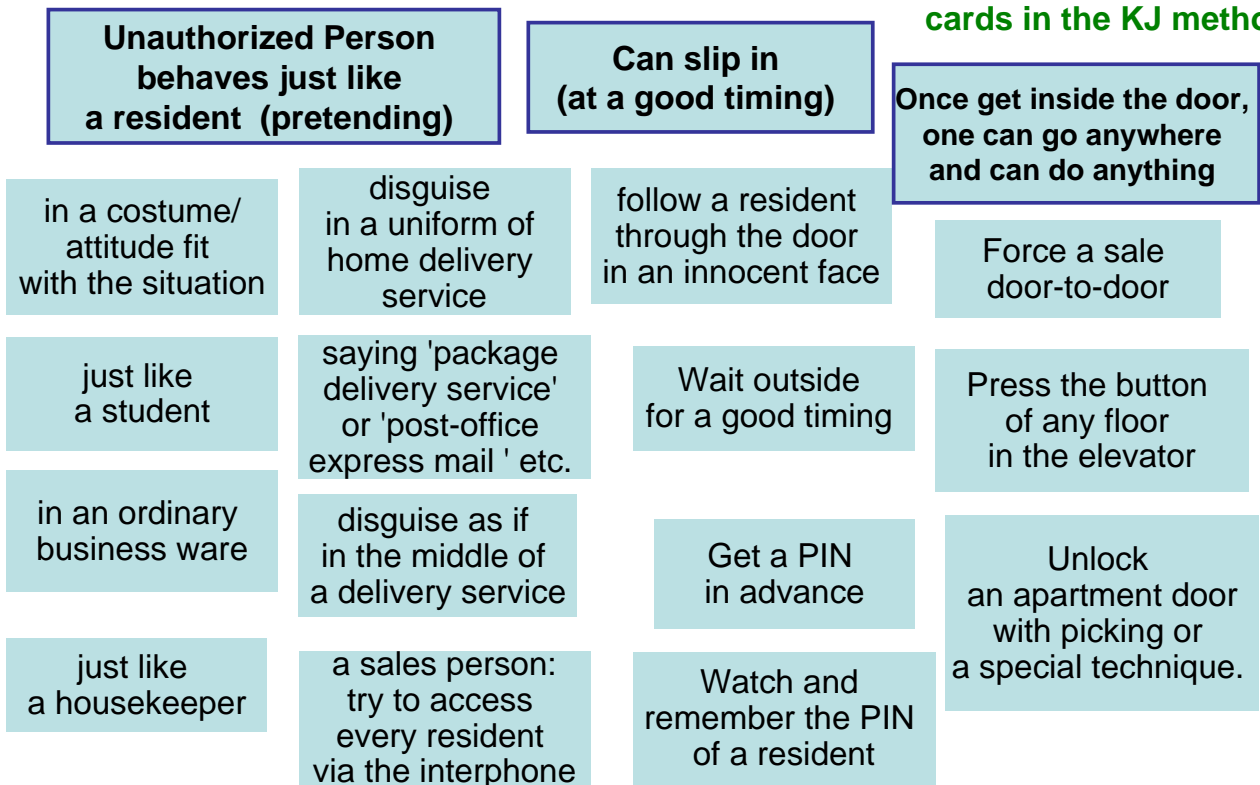 cards in the KJ metho
Unauthorized Person
behaves just like
a resident (pretending)
in a costume/
attitude fit
with the situation
just like
a student
in an ordinary
business ware
just like
a housekeeper
disguise
in a uniform of
home delivery
service
saying 'package
delivery service'
or 'post-office
express mail ' etc.
disguise as if
in the middle of
a delivery service
a sales person:
try to access
every resident
via the interphone
Can slip in
(at a good timing)
follow a resident
through the door
in an innocent face
Wait outside
for a good timing
Get a PIN
in advance
Watch and
remember the PIN
of a resident
Once get inside the door,
one can go anywhere
and can do anything
Force a sale
door-to-door
Press the button
of any floor
in the elevator
Unlock
an apartment door
with picking or
a special technique.